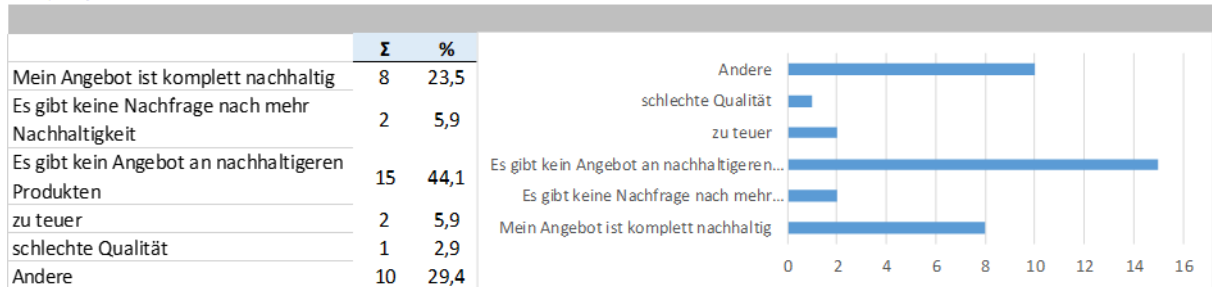 Σ %
Mein Angebot ist komplett nachhaltig 8 23,5
Es gibt keine Nachfrage nach mehr
Nachhaltigkeit 2 5,9
Es gibt kein Angebot an nachhaltigeren
Produkten 15 44,1
zu teuer 2 5,9
schlechte Qualität 1 2,9
Andere 10 29,4
Andere
schlechte Qualität
zu teuer
Es gibt kein Angebot an nachhaltigeren...
Es gibt keine Nachfrage nach mehr...
Mein Angebot ist komplett nachhaltig
0 2 4 6 8 10 12 14 16